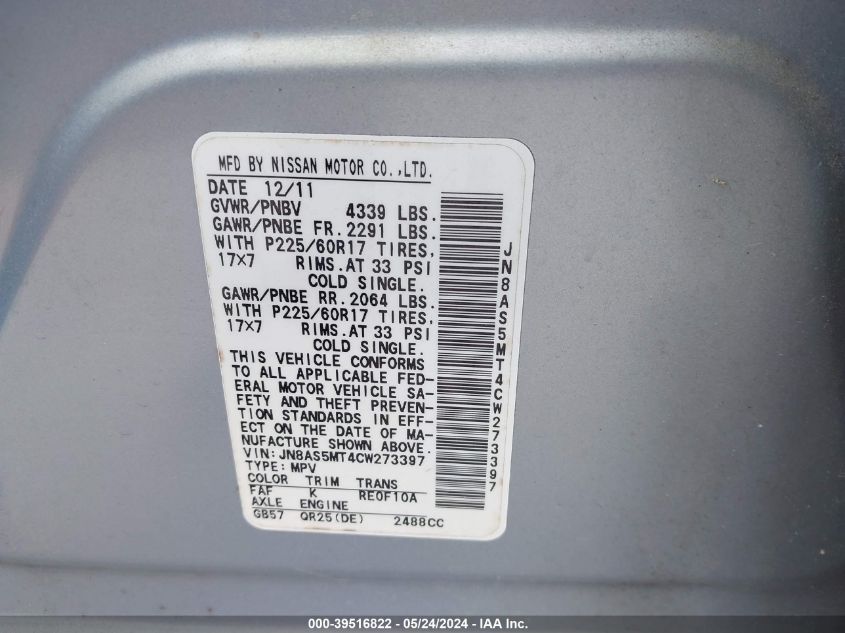 MFD BY NISSAN MOTOR CO.,LTD.
DATE 12/11
GVWR/PNBV 4339 LBS.
GAWR/PNBE FR. 2291 LBS.
WITH P225/60R17 TIRES,
17X7 RIMS. AT 33 PSI
COLD SINGLE.
GAWR/PNBE RR. 2064 LBS.
WITH P225/60R17 TIRES,
17X7 RIMS. AT 33 PSI
COLD SINGLE.
THIS VEHICLE CONFORMS
TO ALL APPLICABLE FED-
ERAL MOTOR VEHICLE SA-
FETY AND THEFT PREVEN-
TION STANDARDS IN EFF-
ECT ON THE DATE OF MA-
NUFACTURE SHOWN ABOVE.
VIN: JN8AS5MT4CW273397
TYPE: MPV
COLOR TRIM TRANS
FAF K RE0F10A
AXLE ENGINE
GB57 QR25(DE) 2488CC
JN8AS5MT4CW273397
000-39516822 - 05/24/2024 - IAA Inc.